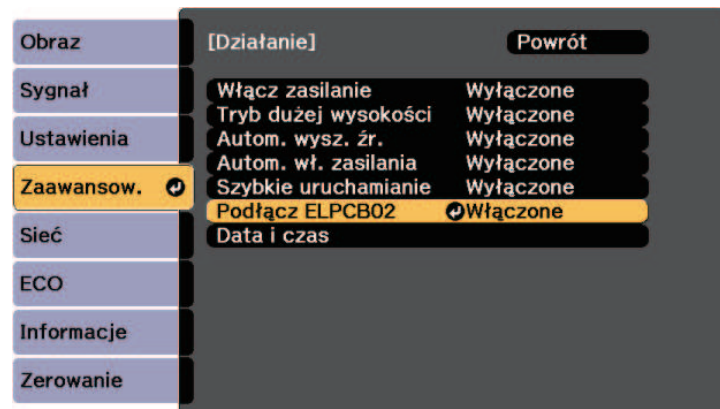 Obraz
Sygnał
Ustawienia
Zaawansow.
Sieć
ECO
Informacje
Zerowanie
[Działanie] Powrót
Włącz zasilanie Wyłączone
Tryb dużej wysokości Wyłączone
Autom. wysz. źr. Wyłączone
Autom. wł. zasilania Wyłączone
Szybkie uruchamianie Wyłączone
Podłącz ELPCB02 Włączone
Data i czas